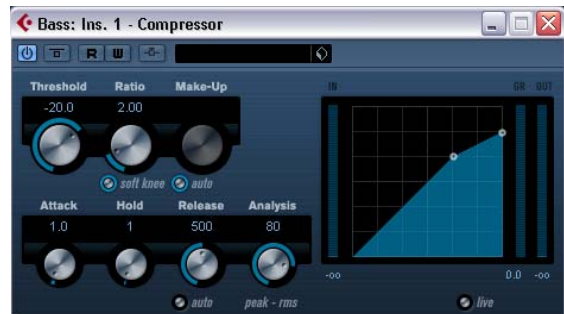 Bass: Ins. 1 - Compressor
R W
Threshold Ratio Make-Up
-20.0 2.00
soft knee auto
Attack Hold Release Analysis
1.0 1 500 80
auto peak - rms
IN GR OUT
-oo 0.0 -oo
live